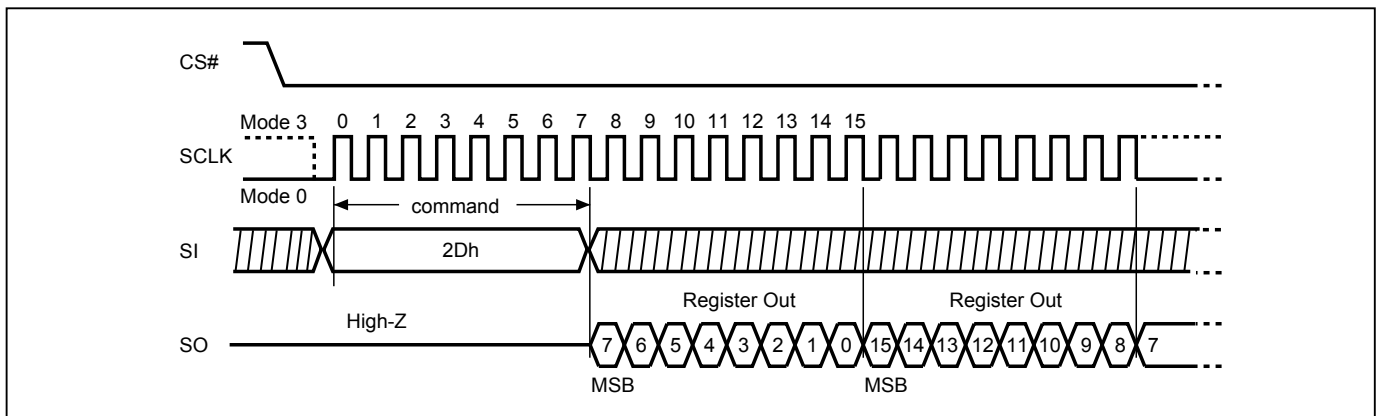 CS#
Mode 3 0 1 2 3 4 5 6 7 8 9 10 11 12 13 14 15
SCLK
Mode 0
command
SI 2Dh
Register Out Register Out
High-Z
SO 7 6 5 4 3 2 1 0 15 14 13 12 11 10 9 8 7
MSB MSB